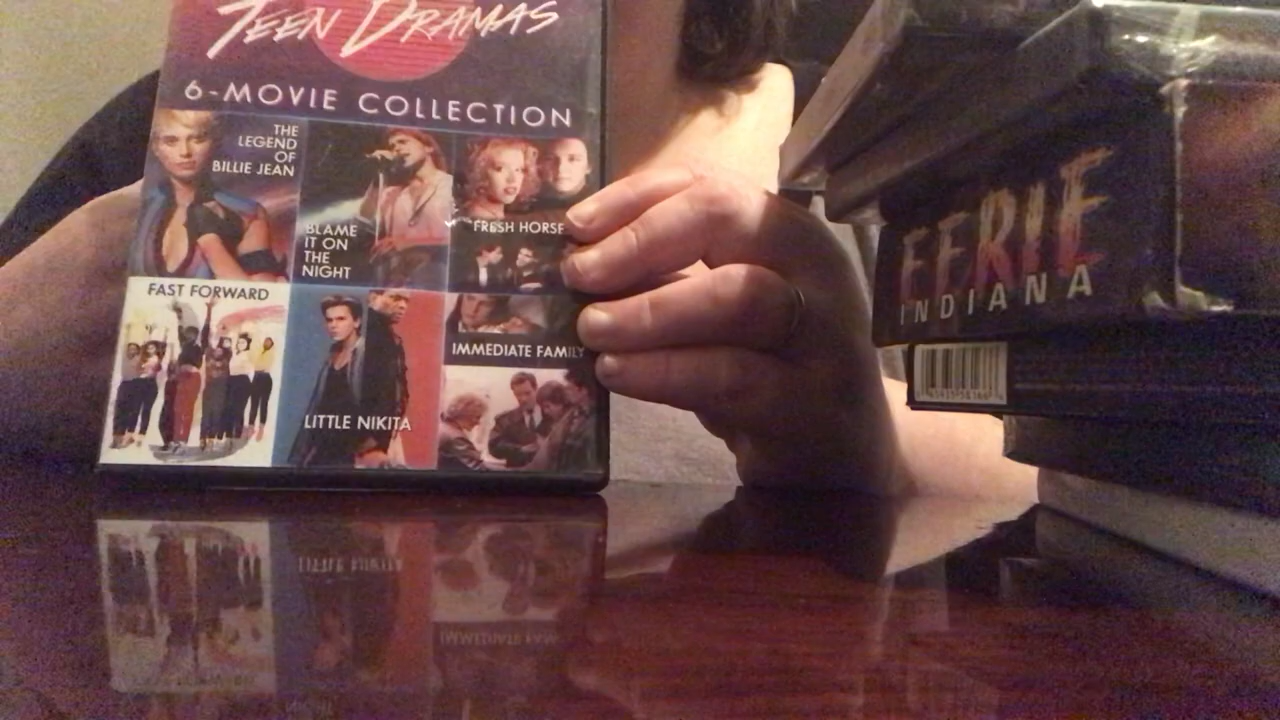 TEEN DRAMAS
6-MOVIE COLLECTION
THE
LEGEND
OF
BILLIE JEAN
BLAME
IT ON
THE
NIGHT
FRESH HORSE
FAST FORWARD
LITTLE NIKITA
IMMEDIATE FAMILY
EERIE
INDIANA